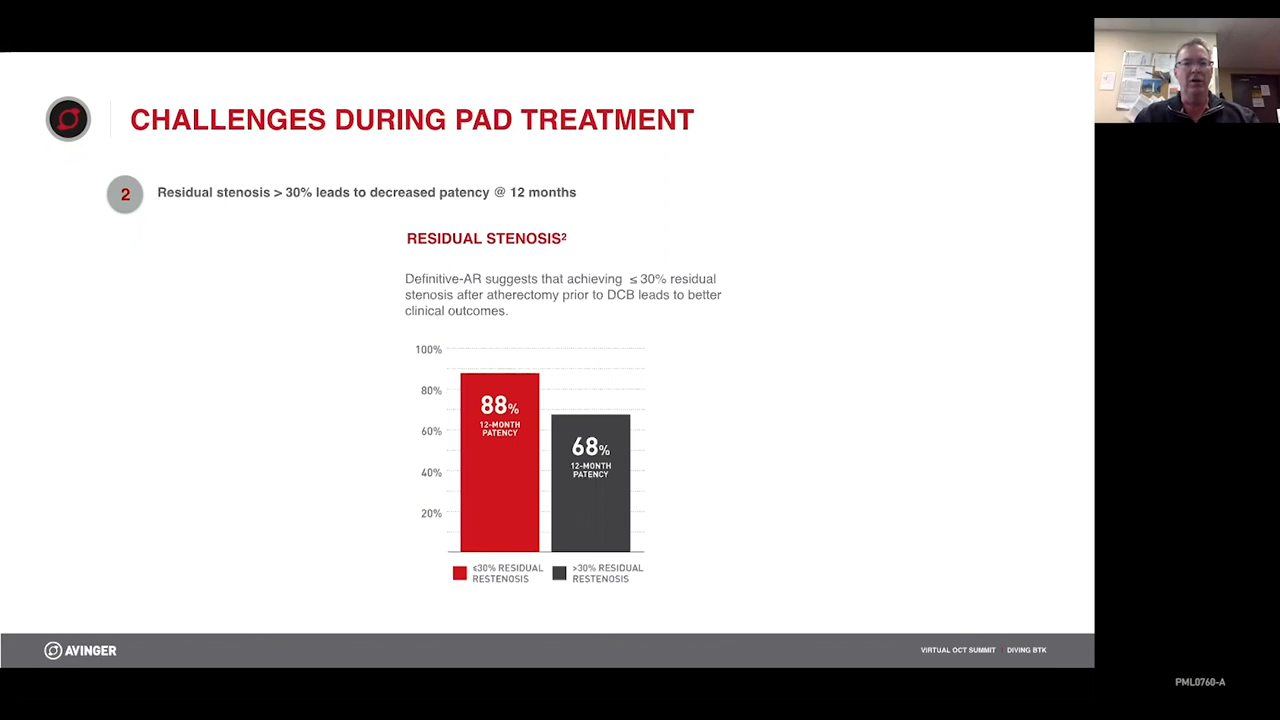 CHALLENGES DURING PAD TREATMENT
2
Residual stenosis > 30% leads to decreased patency @ 12 months
RESIDUAL STENOSIS²
Definitive-AR suggests that achieving ≤ 30% residual
stenosis after atherectomy prior to DCB leads to better
clinical outcomes.
100%
80%
60%
40%
20%
88%
12-MONTH
PATENCY
68%
12-MONTH
PATENCY
≤30% RESIDUAL
RESTENOSIS
>30% RESIDUAL
RESTENOSIS
AVINGER
VIRTUAL OCT SUMMIT | DIVING BTK
PML0760-A